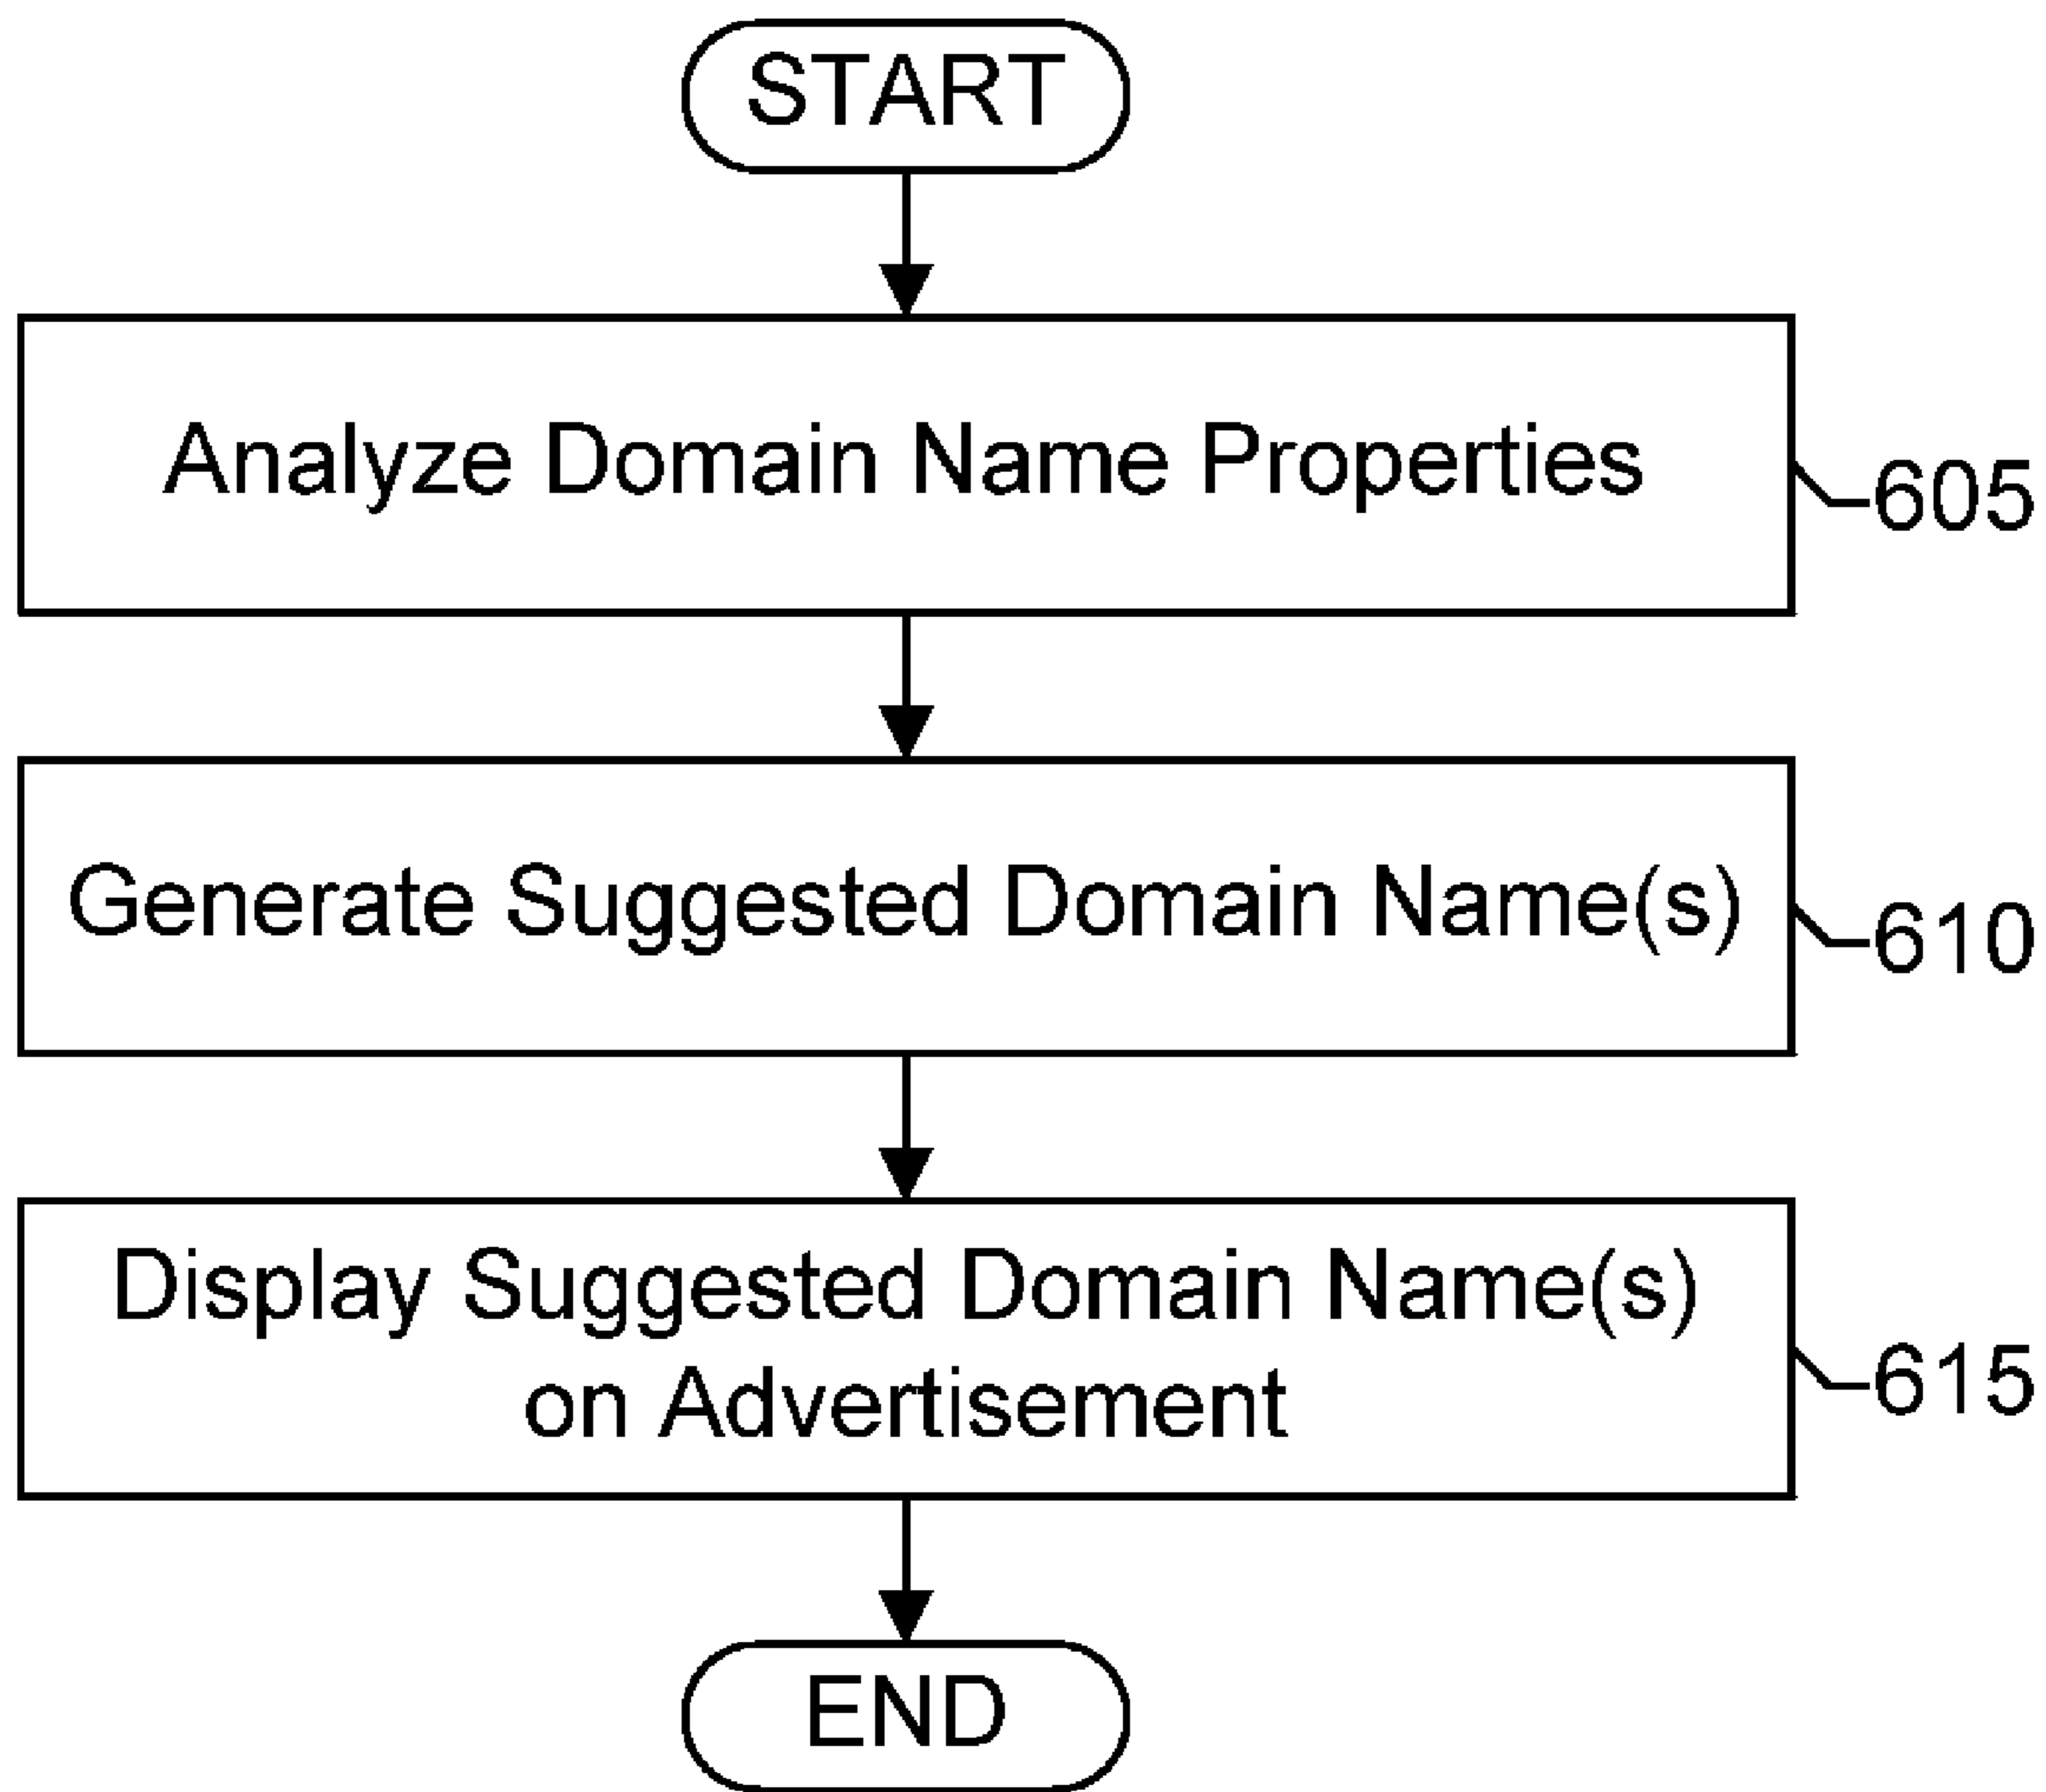 START
Analyze Domain Name Properties
605
Generate Suggested Domain Name(s)
610
Display Suggested Domain Name(s)
on Advertisement
615
END